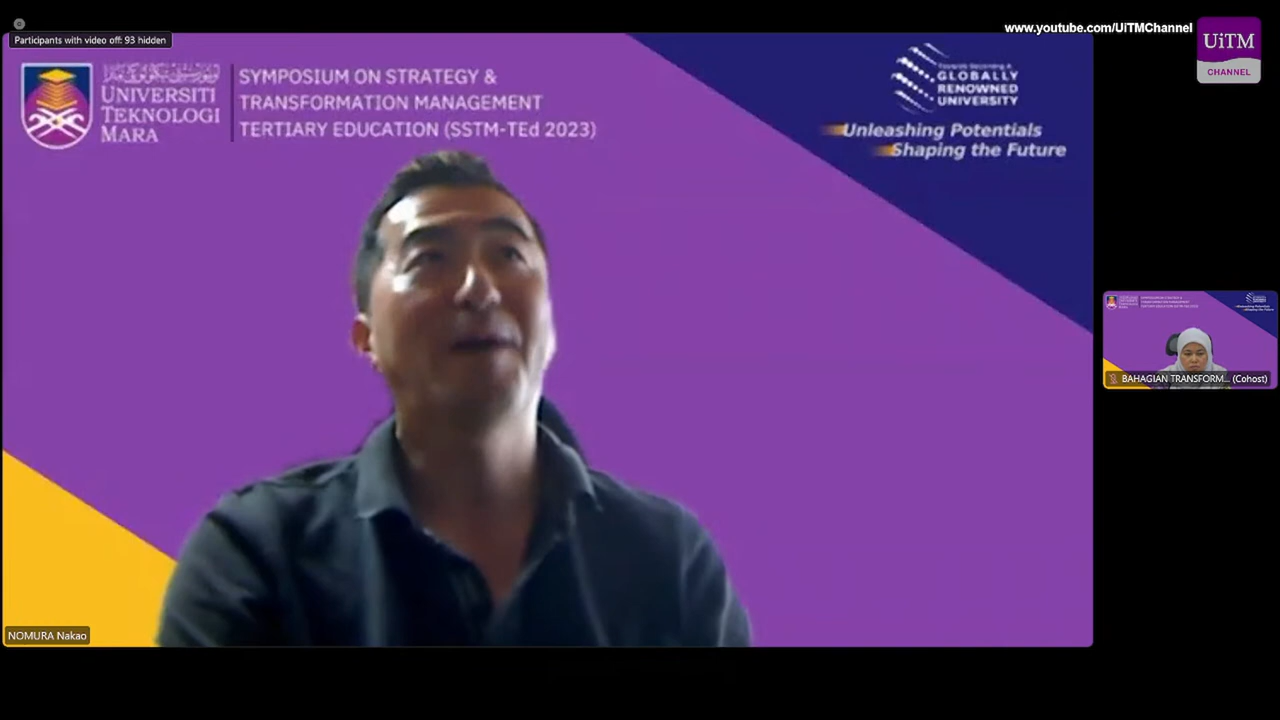 www.youtube.com/UiTMChannel
UiTM
CHANNEL
Participants with video off: 93 hidden
UNIVERSITI
TEKNOLOGI
MARA
SYMPOSIUM ON STRATEGY &
TRANSFORMATION MANAGEMENT
TERTIARY EDUCATION (SSTM-TEd 2023)
Towards Becoming A
GLOBALLY
RENOWNED
UNIVERSITY
Unleashing Potentials
Shaping the Future
BAHAGIAN TRANSFORM... (Cohost)
NOMURA Nakao